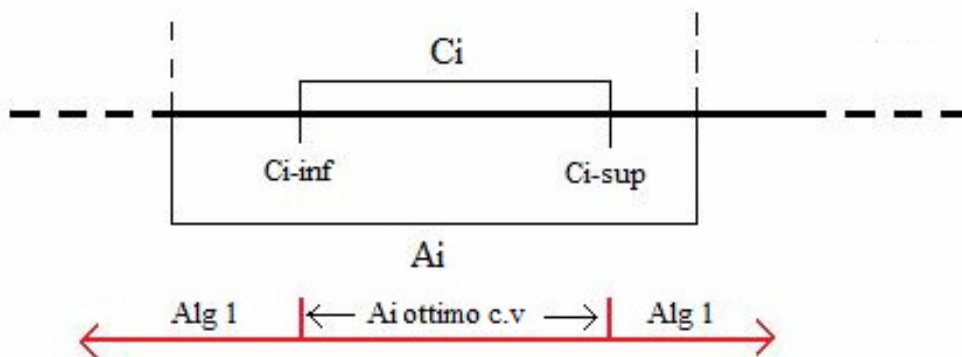 Ci
Ci-inf
Ci-sup
Ai
Alg 1
Ai ottimo c.v
Alg 1